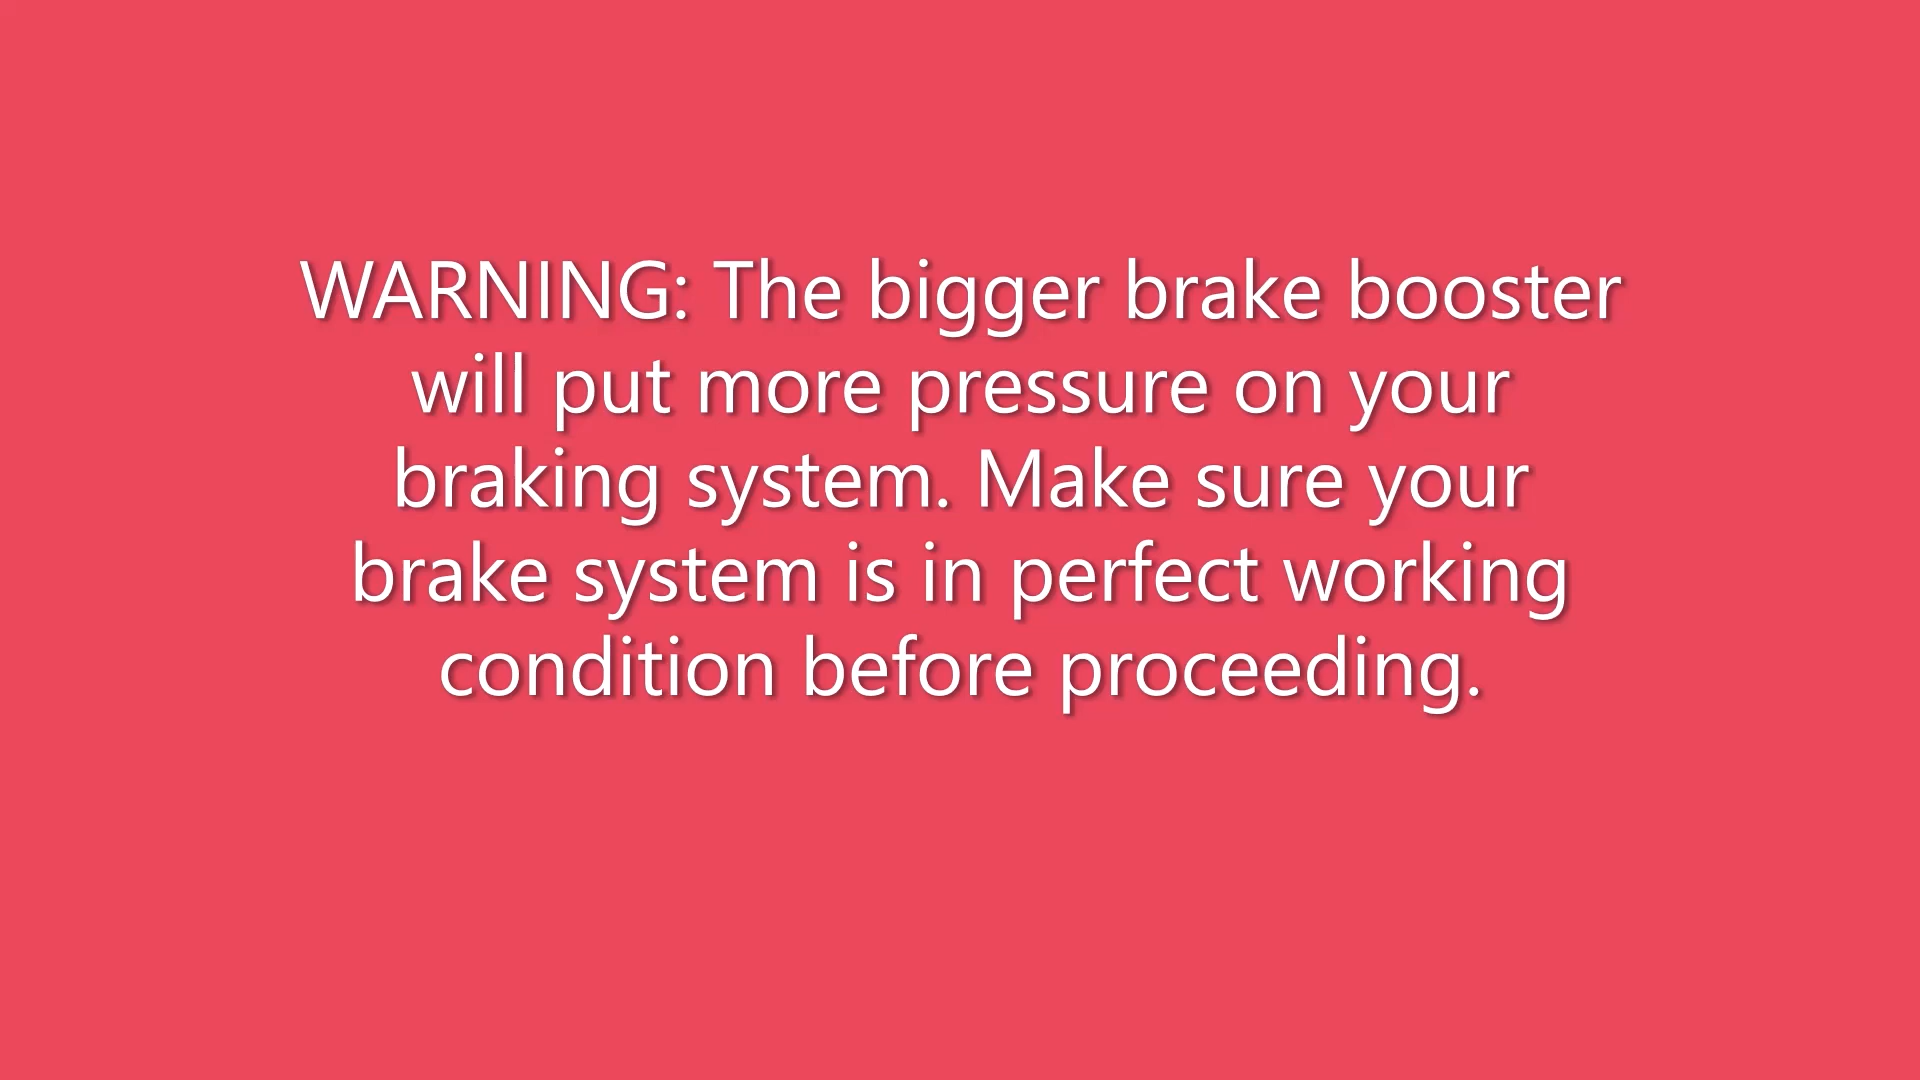 WARNING: The bigger brake booster
will put more pressure on your
braking system. Make sure your
brake system is in perfect working
condition before proceeding.